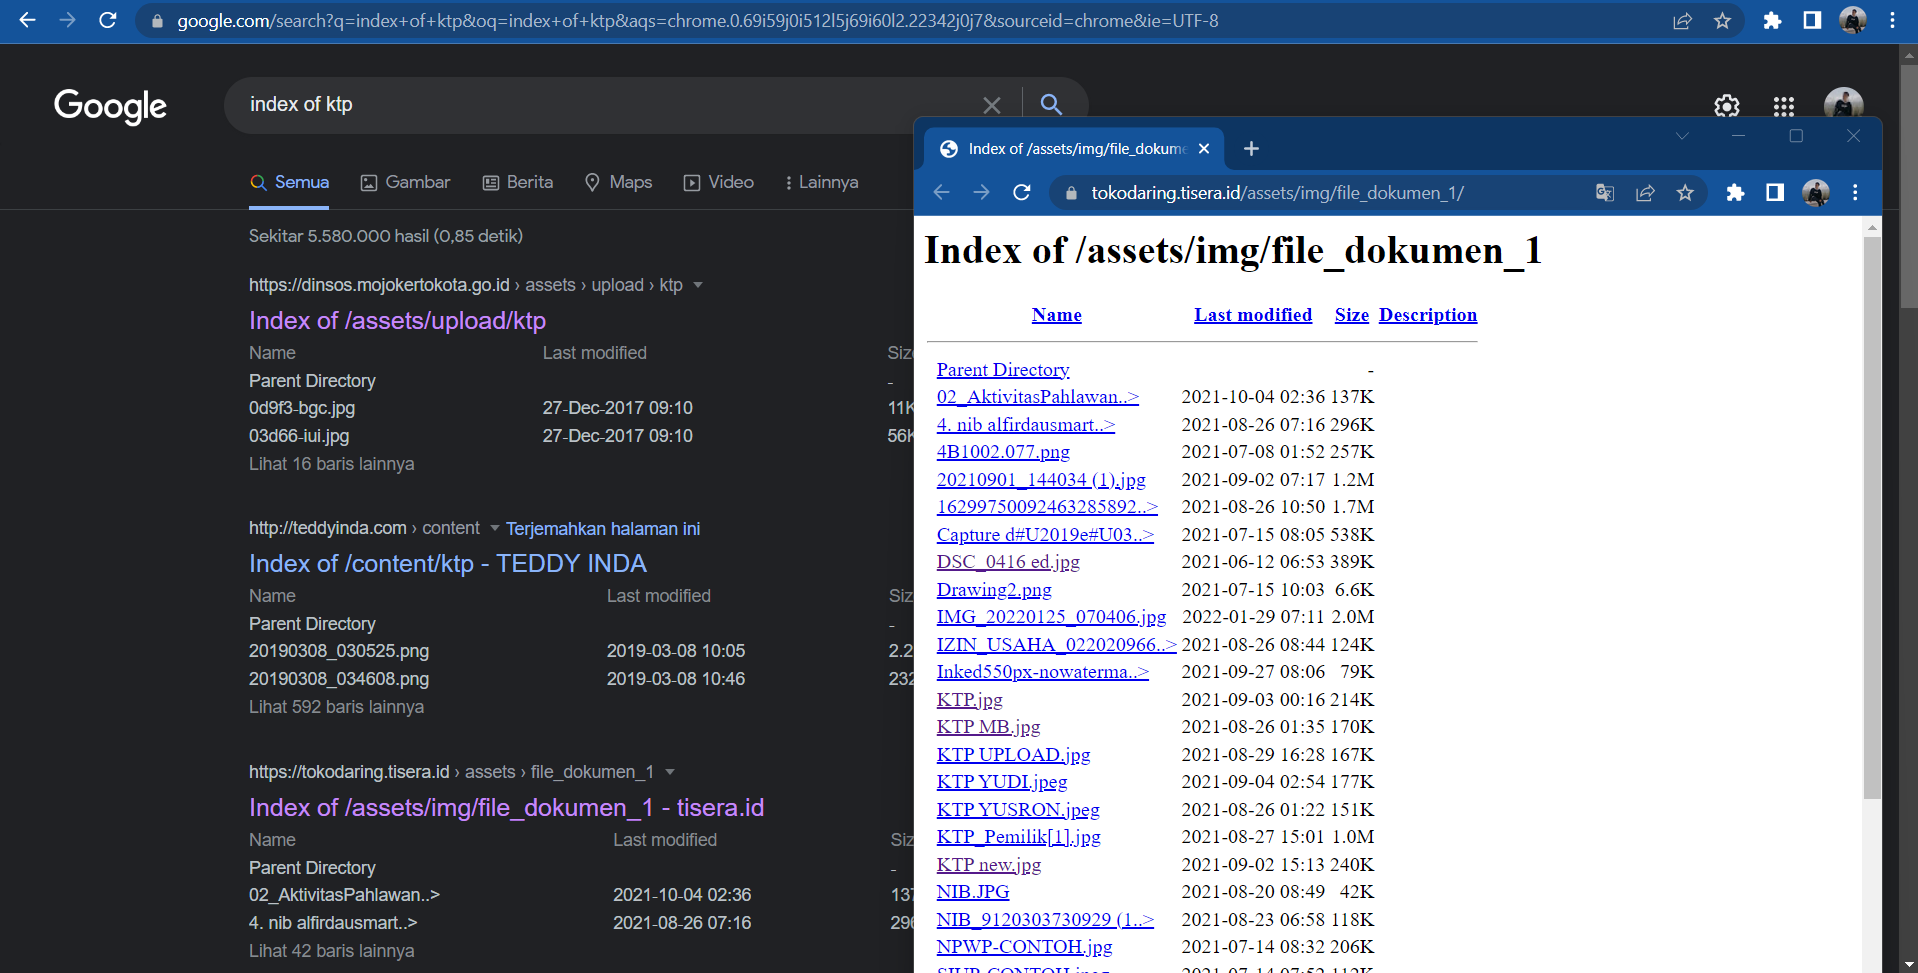 google.com/search?q=index+of+ktp&oq=index+of+ktp&aqs=chrome.0.69i59j0i512l5j69i60l2.22342j0j7&sourceid=chrome&ie=UTF-8
Google
index of ktp
Semua Gambar Berita Maps Video Lainnya
Sekitar 5.580.000 hasil (0,85 detik)
https://dinsos.mojokertokota.go.id › assets › upload › ktp
Index of /assets/upload/ktp
Name Last modified
Parent Directory -
0d9f3-bgc.jpg 27-Dec-2017 09:10 11K
03d66-iui.jpg 27-Dec-2017 09:10
Lihat 16 baris lainnya
http://teddyinda.com › content Terjemahkan halaman ini
Index of /content/ktp - TEDDY INDA
Name Last modified
Parent Directory -
20190308_030525.png 2019-03-08 10:05 2.2
20190308_034608.png 2019-03-08 10:46 232
Lihat 592 baris lainnya
https://tokodaring.tisera.id › assets › file_dokumen_1
Index of /assets/img/file_dokumen_1 - tisera.id
Name Last modified
Parent Directory -
02_AktivitasPahlawan..> 2021-10-04 02:36 137
4. nib alfirdausmart..> 2021-08-26 07:16 296
Lihat 42 baris lainnya
Index of /assets/img/file_dokume
tokodaring.tisera.id/assets/img/file_dokumen_1/
Index of /assets/img/file_dokumen_1
Name Last modified Size Description
Parent Directory -
02_AktivitasPahlawan..> 2021-10-04 02:36 137K
4. nib alfirdausmart..> 2021-08-26 07:16 296K
4B1002.077.png 2021-07-08 01:52 257K
20210901_144034 (1).jpg 2021-09-02 07:17 1.2M
16299750092463285892..> 2021-08-26 10:50 1.7M
Capture d#U2019e#U03..> 2021-07-15 08:05 538K
DSC_0416 ed.jpg 2021-06-12 06:53 389K
Drawing2.png 2021-07-15 10:03 6.6K
IMG_20220125_070406.jpg 2022-01-29 07:11 2.0M
IZIN_USAHA_022020966..> 2021-08-26 08:44 124K
Inked550px-nowaterma..> 2021-09-27 08:06 79K
KTP.jpg 2021-09-03 00:16 214K
KTP MB.jpg 2021-08-26 01:35 170K
KTP UPLOAD.jpg 2021-08-29 16:28 167K
KTP YUDI.jpeg 2021-09-04 02:54 177K
KTP YUSRON.jpeg 2021-08-26 01:22 151K
KTP_Pemilik[1].jpg 2021-08-27 15:01 1.0M
KTP new.jpg 2021-09-02 15:13 240K
NIB.JPG 2021-08-20 08:49 42K
NIB_9120303730929 (1..> 2021-08-23 06:58 118K
NPWP-CONTOH.jpg 2021-07-14 08:32 206K